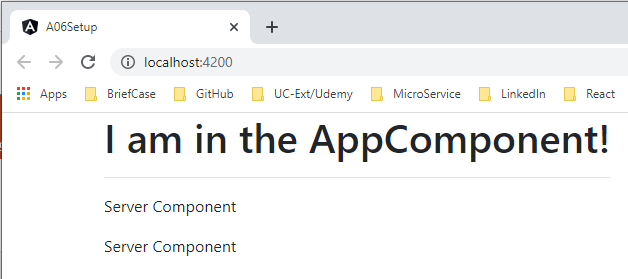 A06Setup
localhost:4200
Apps BriefCase GitHub UC-Ext/Udemy MicroService LinkedIn React
I am in the AppComponent!
Server Component
Server Component